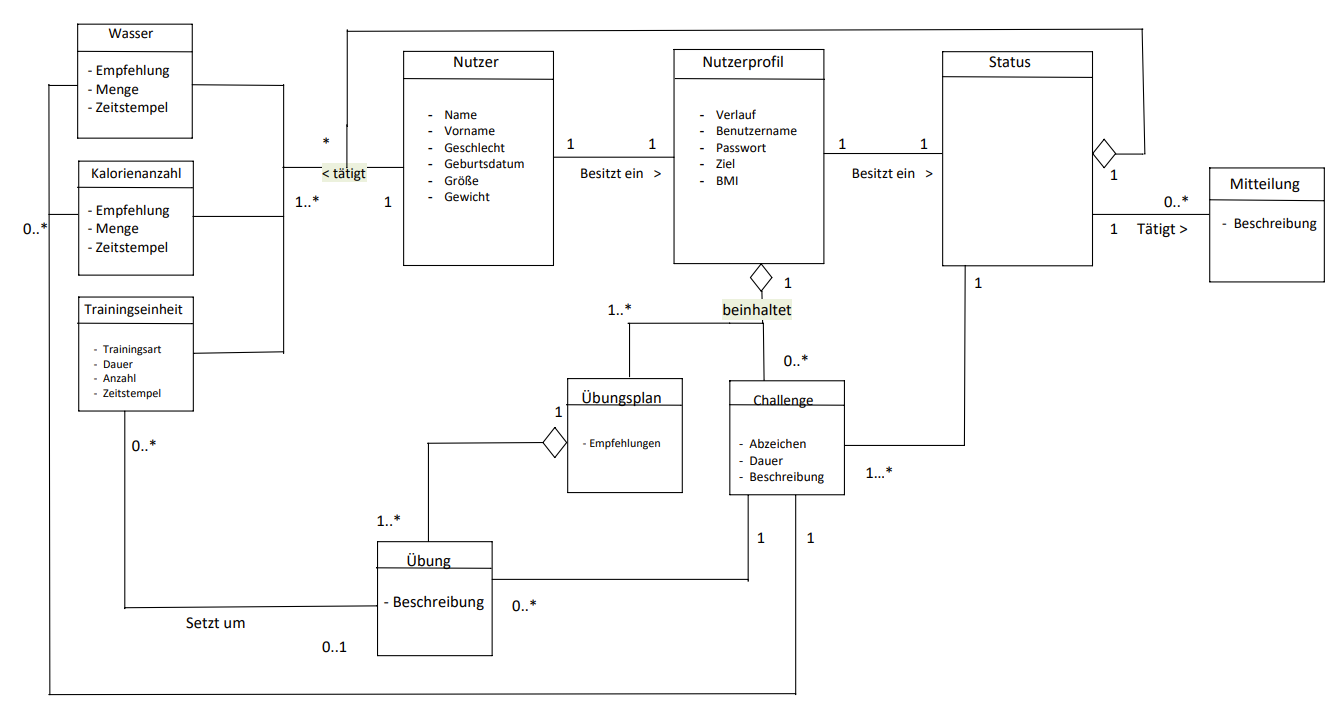 Wasser
- Empfehlung
- Menge
- Zeitstempel
Kalorienanzahl
- Empfehlung
- Menge
- Zeitstempel
0..*
Trainingseinheit
- Trainingsart
- Dauer
- Anzahl
- Zeitstempel
0..*
*
< tätigt
1..*
1
Nutzer
- Name
- Vorname
- Geschlecht
- Geburtsdatum
- Größe
- Gewicht
1
1
Besitzt ein >
Nutzerprofil
- Verlauf
- Benutzername
- Passwort
- Ziel
- BMI
1
1
Besitzt ein >
Status
1
0..*
1
Tätigt >
Mitteilung
- Beschreibung
1
beinhaltet
1..*
0..*
1
Übungsplan
- Empfehlungen
1
Challenge
- Abzeichen
- Dauer
- Beschreibung
1...*
1..*
1
1
Übung
- Beschreibung
0..*
Setzt um
0..1